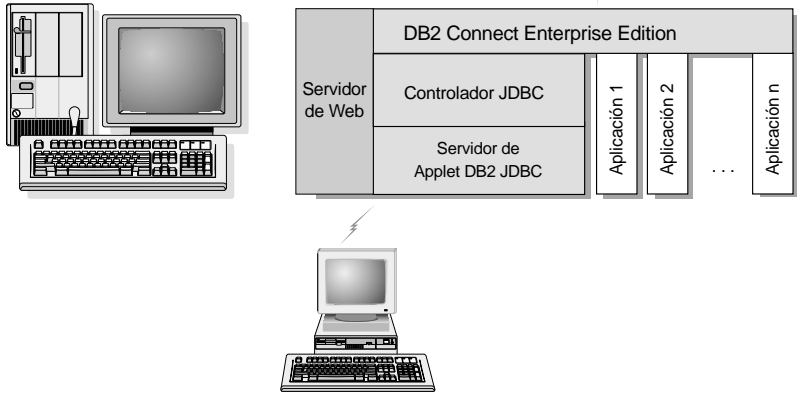 DB2 Connect Enterprise Edition
Servidor
de Web
Controlador JDBC
Servidor de
Applet DB2 JDBC
Aplicación 1
Aplicación 2
. . .
Aplicación n